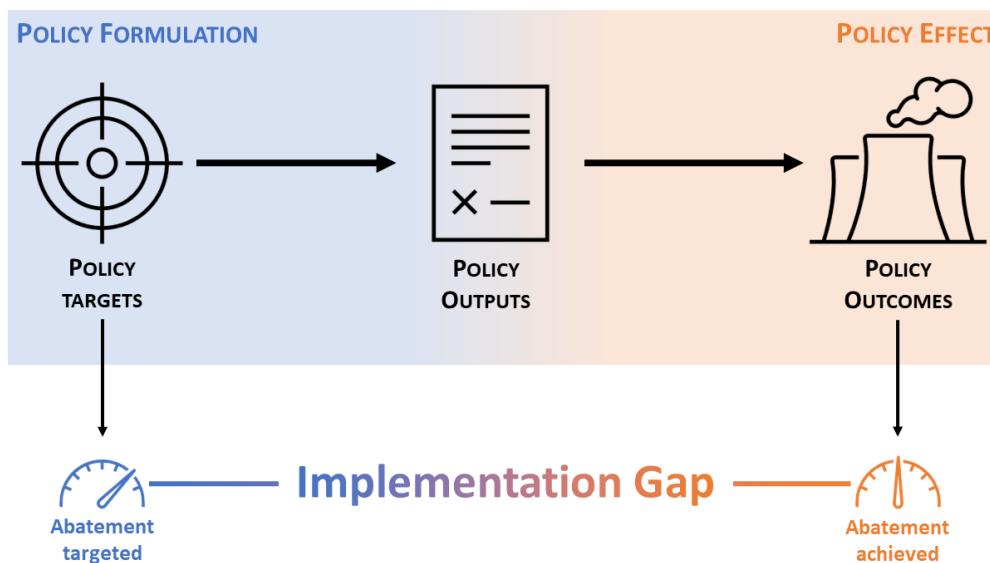 POLICY FORMULATION
POLICY EFFECT
POLICY
TARGETS
POLICY
OUTPUTS
POLICY
OUTCOMES
Implementation Gap
Abatement
targeted
Abatement
achieved